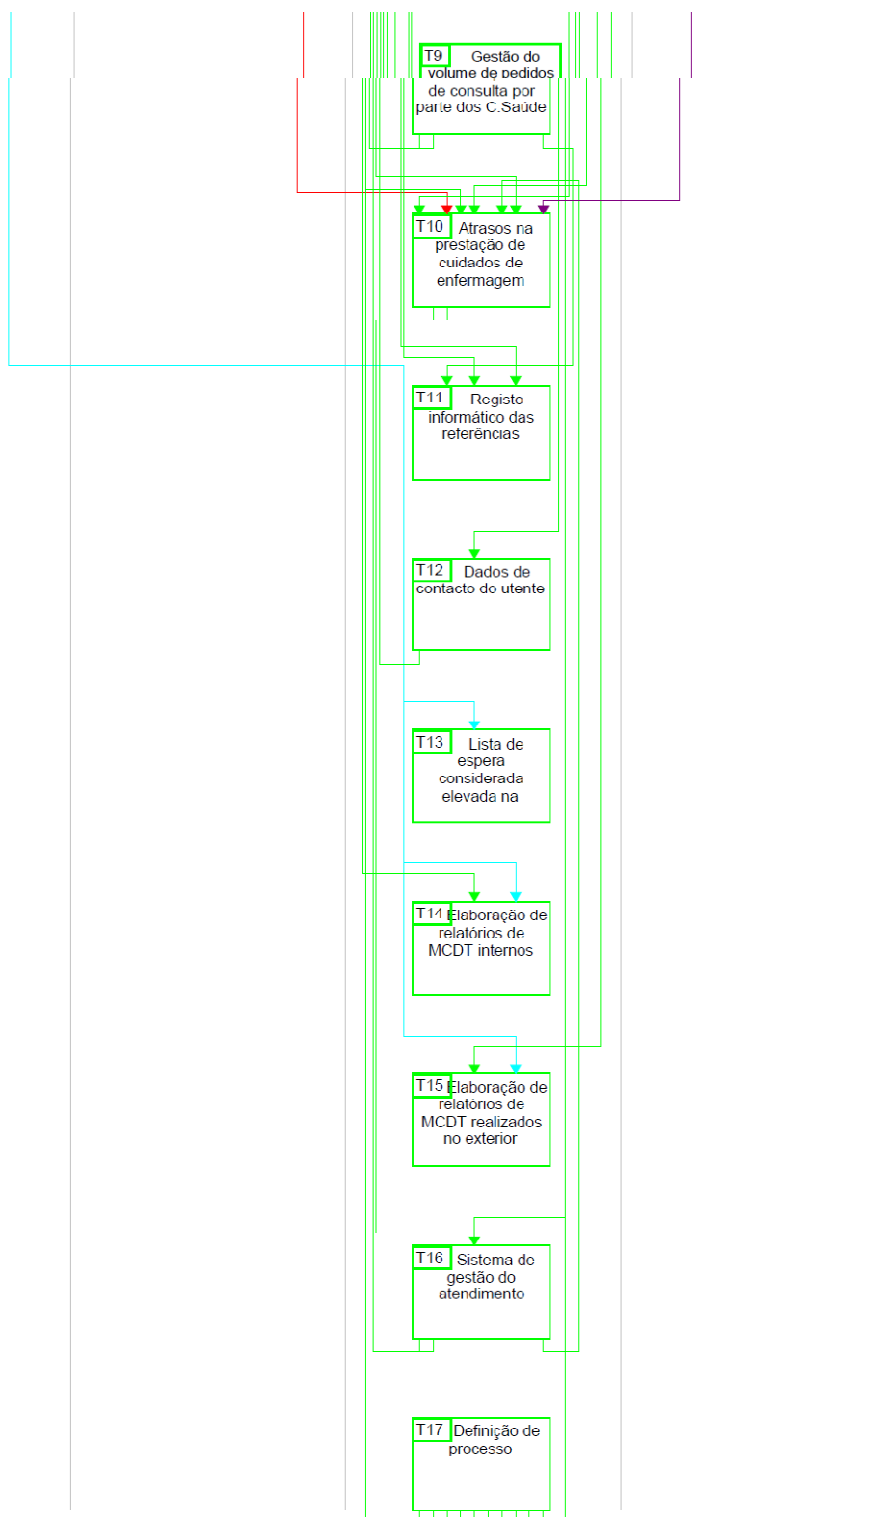 T9 Gestão do
volume de pedidos
de consulta por
parte dos C.Saúde
T10 Atrasos na
prestação de
cuidados de
enfermagem
T11 Registo
informático das
referências
T12 Dados de
contacto do utente
T13 Lista de
espera
considerada
elevada na
T14 Elaboração de
relatórios de
MCDT internos
T15 Elaboração de
relatórios de
MCDT realizados
no exterior
T16 Sistema de
gestão do
atendimento
T17 Definição de
processo